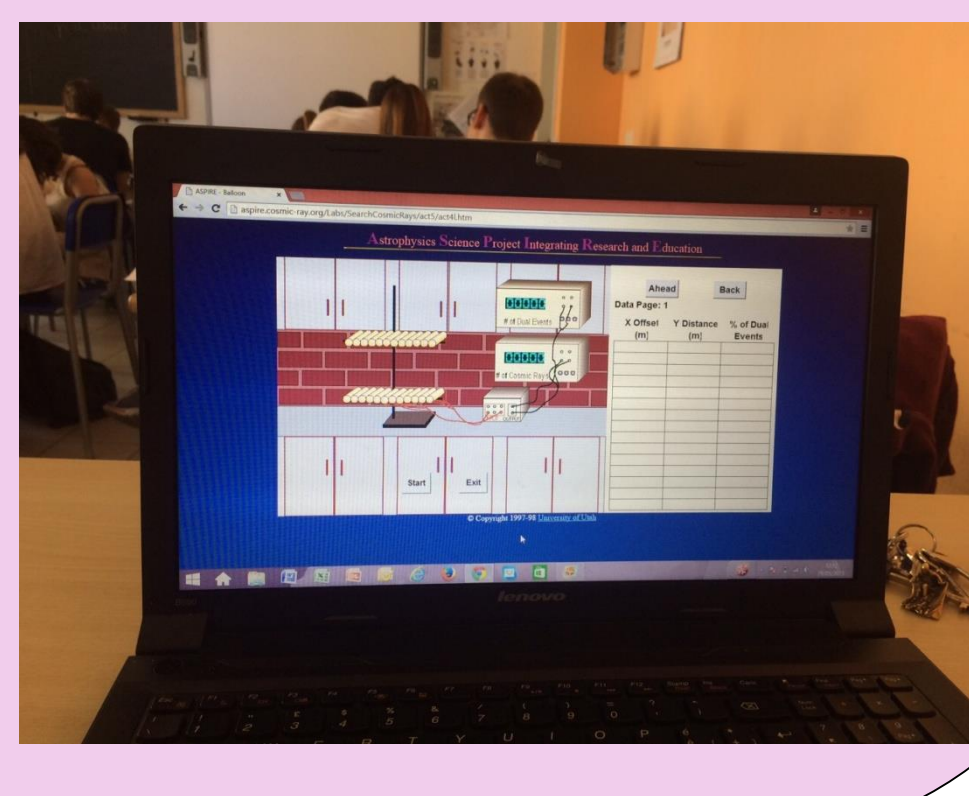 ASPIRE - Balloon
aspire.cosmic-ray.org/Labs/SearchCosmicRays/act5/act4l.htm
Astrophysics Science Project Integrating Research and Education
00000
# of Dual Events
00000
# of Cosmic Rays
Start
Exit
Ahead
Back
Data Page: 1
X Offset
(m)
Y Distance
(m)
% of Dual
Events
© Copyright 1997-98 University of Utah
lenovo